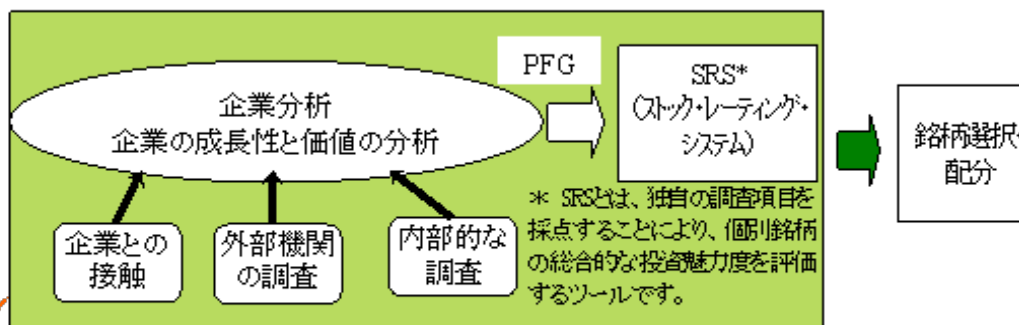 企業分析
企業の成長性と価値の分析
PFG
SRS*
(ストック・レーティング・
システム)
銘柄選択・
配分
企業との
接触
外部機関
の調査
内部的な
調査
* SRSとは、独自の調査項目を
採点することにより、個別銘柄
の総合的な投資魅力度を評価
するツールです。